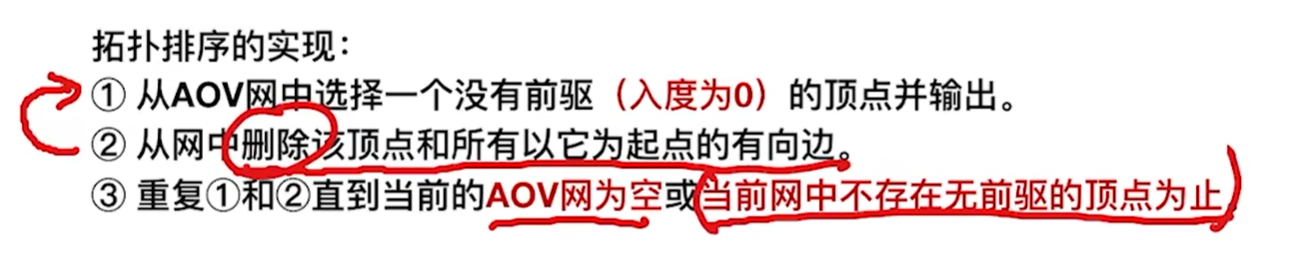 拓扑排序的实现：
① 从AOV网中选择一个没有前驱（入度为0）的顶点并输出。
② 从网中删除该顶点和所有以它为起点的有向边。
③ 重复①和②直到当前的AOV网为空或当前网中不存在无前驱的顶点为止